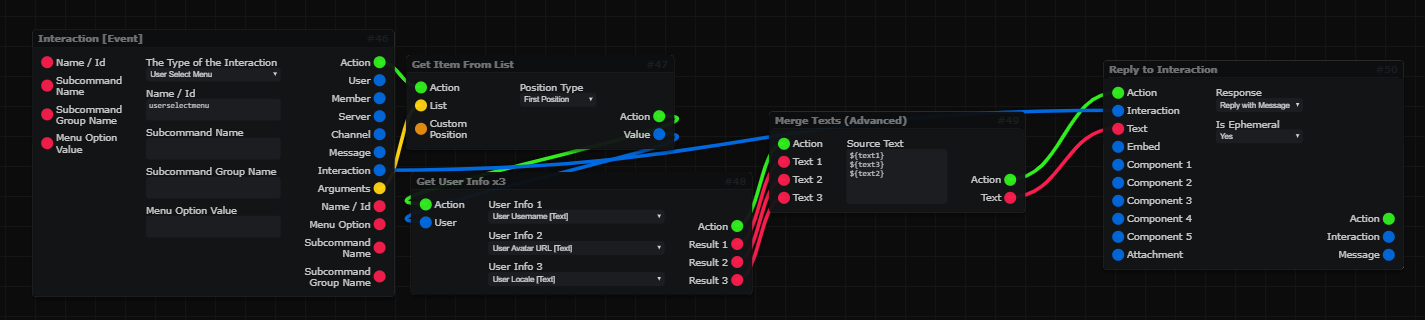 Interaction [Event] #46
Name / Id
Subcommand
Name
Subcommand
Group Name
Menu Option
Value
The Type of the Interaction
User Select Menu
Name / Id
userselectmenu
Subcommand Name
Subcommand Group Name
Menu Option Value
Action
User
Member
Server
Channel
Message
Interaction
Arguments
Name / Id
Menu Option
Subcommand
Name
Subcommand
Group Name
Get Item From List #47
Action
List
Custom
Position
Position Type
First Position
Action
Value
Get User Info x3
Action
User
User Info 1
User Username [Text]
User Info 2
User Avatar URL [Text]
User Info 3
User Locale [Text]
Action
Result 1
Result 2
Result 3
Merge Texts (Advanced)
Action
Text 1
Text 2
Text 3
Source Text
${text1}
${text3}
${text2}
Action
Text
Reply to Interaction #50
Action
Interaction
Text
Embed
Component 1
Component 2
Component 3
Component 4
Component 5
Attachment
Response
Reply with Message
Is Ephemeral
Yes
Action
Interaction
Message